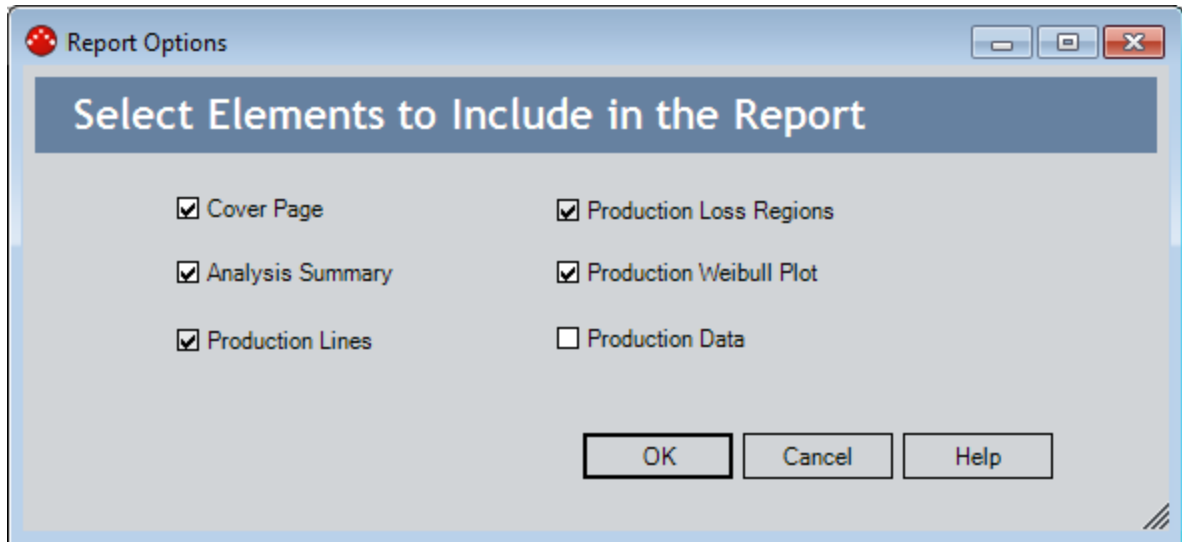 Report Options
Select Elements to Include in the Report
Cover Page
Production Loss Regions
Analysis Summary
Production Weibull Plot
Production Lines
Production Data
OK
Cancel
Help